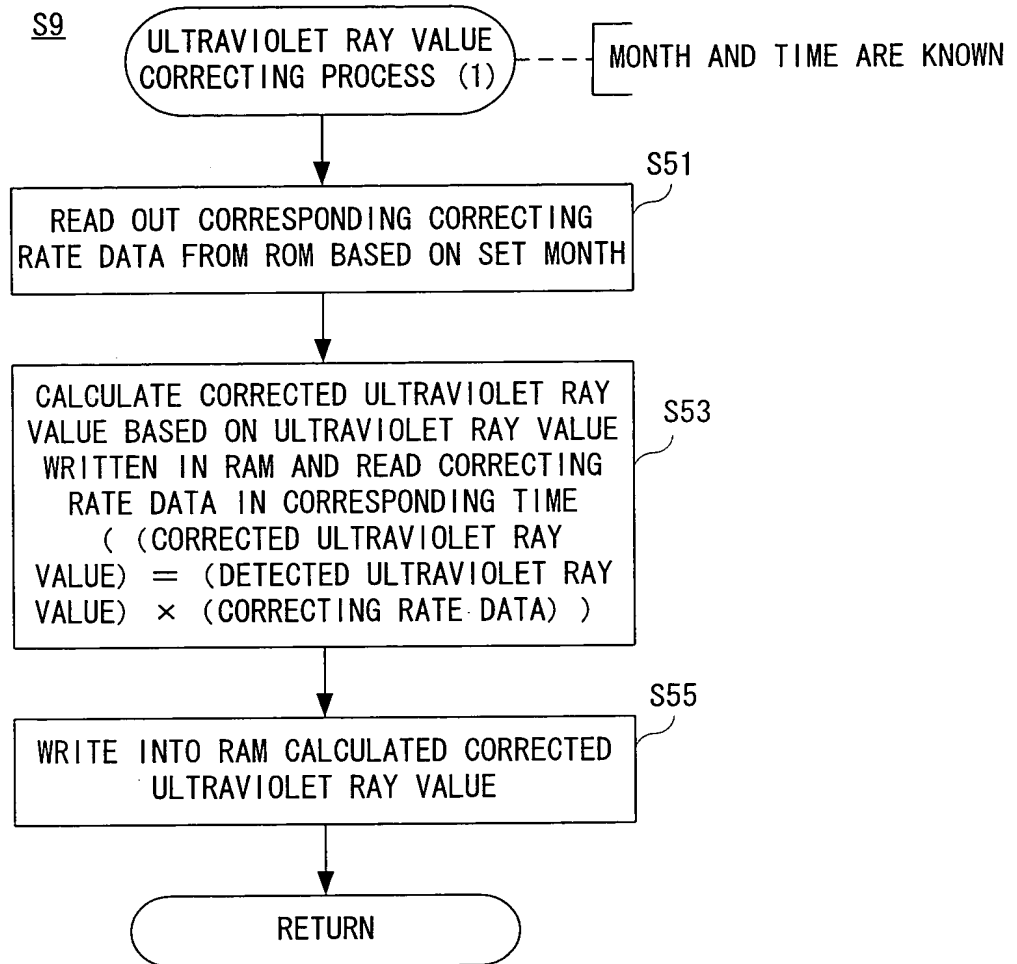 S9
ULTRAVIOLET RAY VALUE
CORRECTING PROCESS (1)
MONTH AND TIME ARE KNOWN
S51
READ OUT CORRESPONDING CORRECTING
RATE DATA FROM ROM BASED ON SET MONTH
S53
CALCULATE CORRECTED ULTRAVIOLET RAY
VALUE BASED ON ULTRAVIOLET RAY VALUE
WRITTEN IN RAM AND READ CORRECTING
RATE DATA IN CORRESPONDING TIME
( (CORRECTED ULTRAVIOLET RAY
VALUE) = (DETECTED ULTRAVIOLET RAY
VALUE) × (CORRECTING RATE DATA) )
S55
WRITE INTO RAM CALCULATED CORRECTED
ULTRAVIOLET RAY VALUE
RETURN